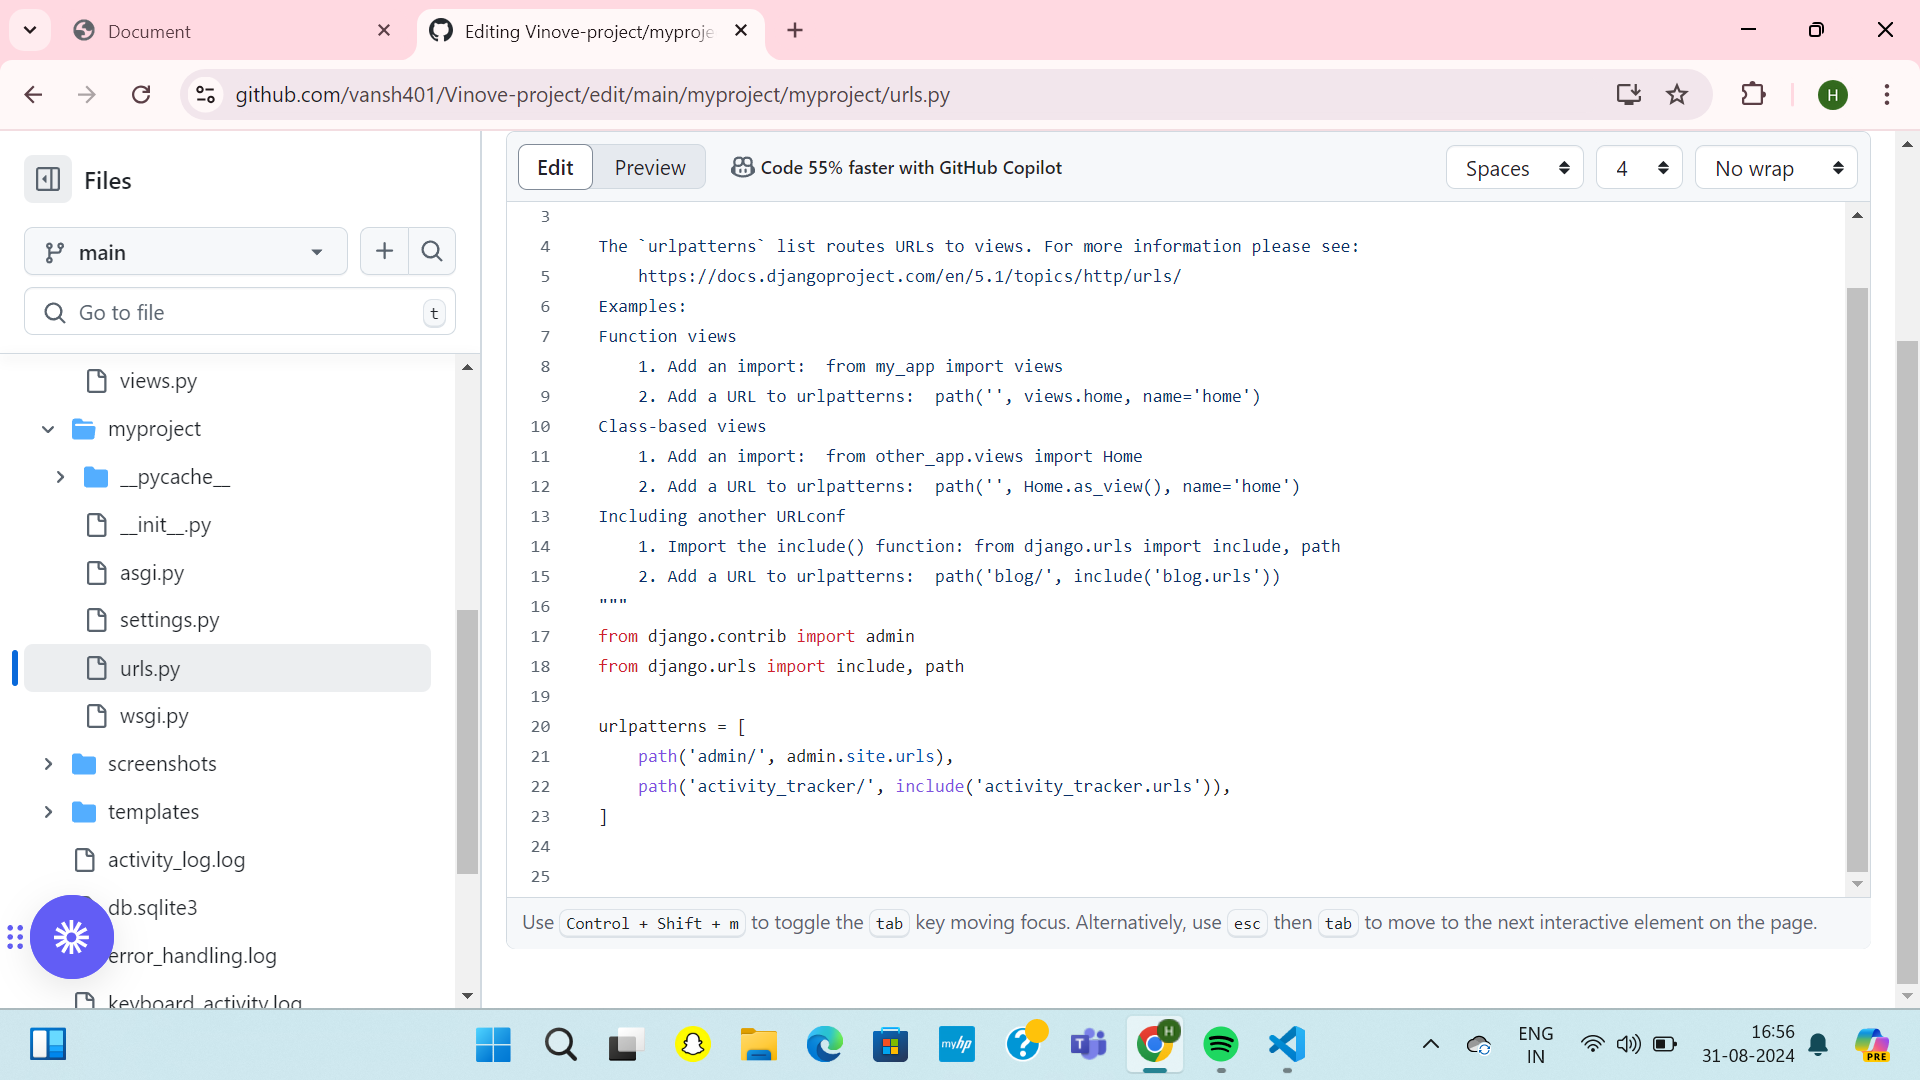 Document
Editing Vinove-project/myproje
github.com/vansh401/Vinove-project/edit/main/myproject/myproject/urls.py
H
Files
main
Go to file
t
views.py
myproject
__pycache__
__init__.py
asgi.py
settings.py
urls.py
wsgi.py
screenshots
templates
activity_log.log
db.sqlite3
error_handling.log
keyboard_activity.log
Edit
Preview
Code 55% faster with GitHub Copilot
Spaces
4
No wrap
3
4 The `urlpatterns` list routes URLs to views. For more information please see:
5 https://docs.djangoproject.com/en/5.1/topics/http/urls/
6 Examples:
7 Function views
8 1. Add an import:  from my_app import views
9 2. Add a URL to urlpatterns:  path('', views.home, name='home')
10 Class-based views
11 1. Add an import:  from other_app.views import Home
12 2. Add a URL to urlpatterns:  path('', Home.as_view(), name='home')
13 Including another URLconf
14 1. Import the include() function: from django.urls import include, path
15 2. Add a URL to urlpatterns:  path('blog/', include('blog.urls'))
16 """
17 from django.contrib import admin
18 from django.urls import include, path
19
20 urlpatterns = [
21 path('admin/', admin.site.urls),
22 path('activity_tracker/', include('activity_tracker.urls')),
23 ]
24
25
Use Control + Shift + m to toggle the tab key moving focus. Alternatively, use esc then tab to move to the next interactive element on the page.
myhp
?
T
H
ENG
IN
16:56
31-08-2024
PRE